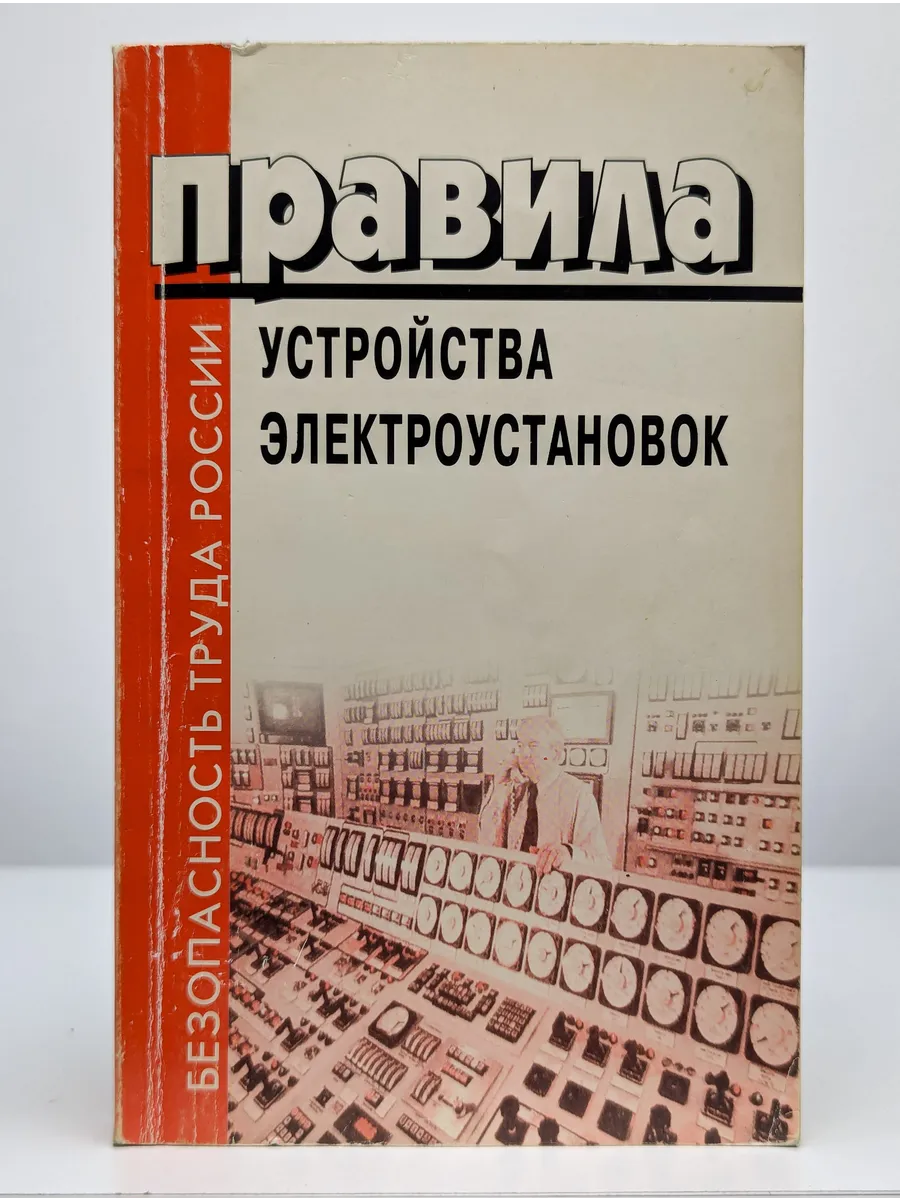 правила
УСТРОЙСТВА
ЭЛЕКТРОУСТАНОВОК
БЕЗОПАСНОСТЬ ТРУДА РОССИИ